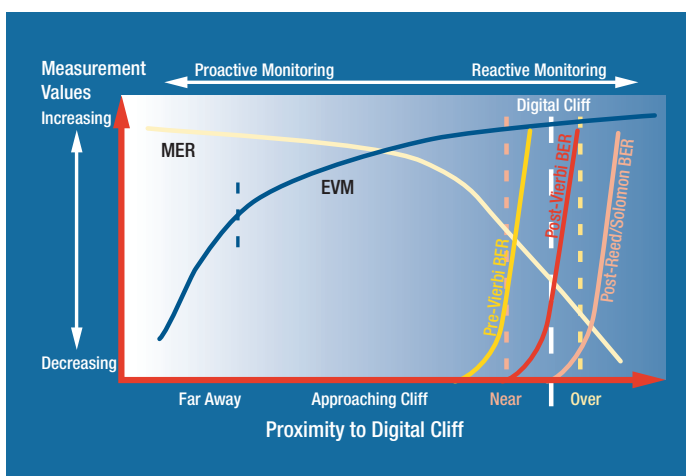 Measurement
Values
Proactive Monitoring
Reactive Monitoring
Increasing
Digital Cliff
MER
EVM
Pre-Vierbi BER
Post-Vierbi BER
Post-Reed/Solomon BER
Decreasing
Far Away
Approaching Cliff
Near
Over
Proximity to Digital Cliff